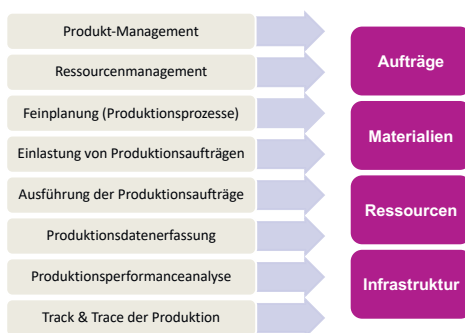 Produkt-Management
Ressourcenmanagement
Feinplanung (Produktionsprozesse)
Einlastung von Produktionsaufträgen
Ausführung der Produktionsaufträge
Produktionsdatenerfassung
Produktionsperformanceanalyse
Track & Trace der Produktion
Aufträge
Materialien
Ressourcen
Infrastruktur